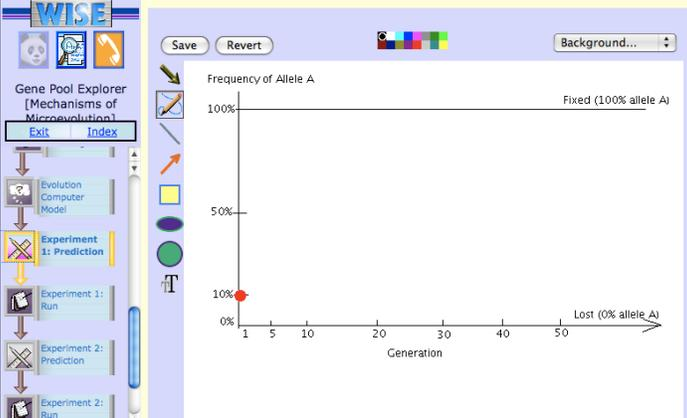 WISE
Gene Pool Explorer
[Mechanisms of
Microevolution]
Exit Index
Evolution
Computer
Model
Experiment
1: Prediction
Experiment 1:
Run
Experiment 2:
Prediction
Experiment 2:
Run
Save Revert
Background...
T
Frequency of Allele A
Fixed (100% allele A)
100%
50%
10%
0%
Lost (0% allele A)
1 5 10 20 30 40 50
Generation